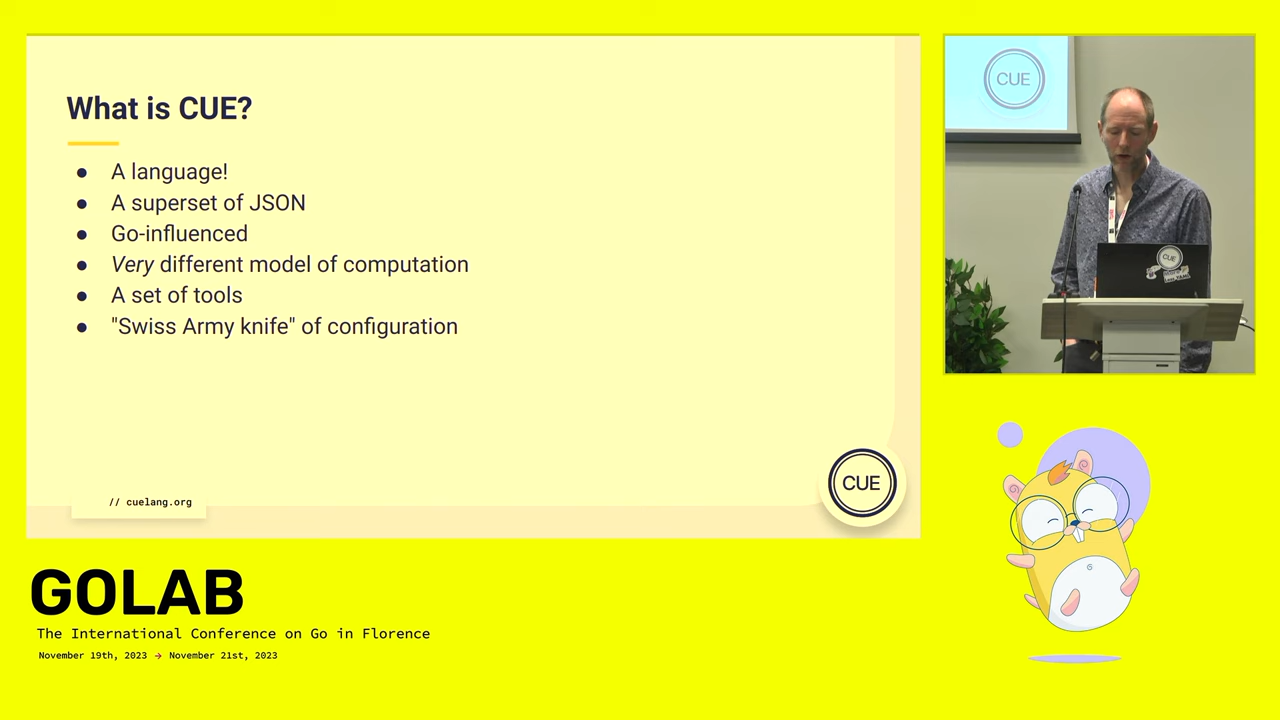 What is CUE?
● A language!
● A superset of JSON
● Go-influenced
● Very different model of computation
● A set of tools
● "Swiss Army knife" of configuration
// cuelang.org
CUE
CUE
CUE
GOLAB
The International Conference on Go in Florence
November 19th, 2023 → November 21st, 2023